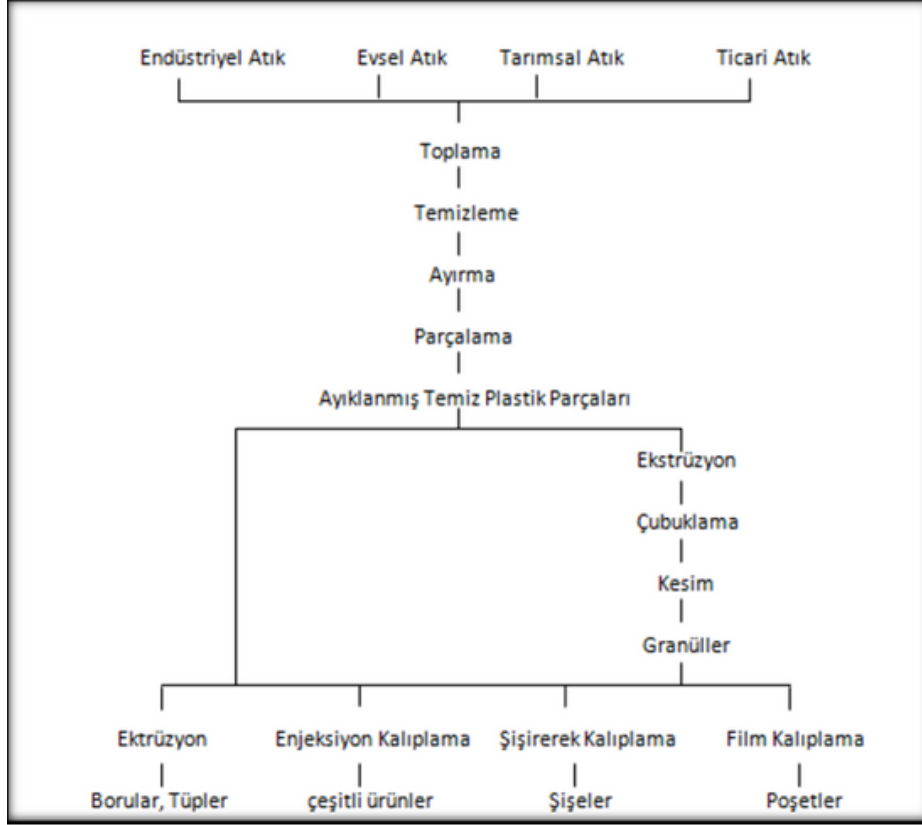 Endüstriyel Atık Evsel Atık Tarımsal Atık Ticari Atık
Toplama
Temizleme
Ayırma
Parçalama
Ayıklanmış Temiz Plastik Parçaları
Ekstrüzyon
Çubuklama
Kesim
Granüller
Ektrüzyon Enjeksiyon Kalıplama Şişirerek Kalıplama Film Kalıplama
Borular, Tüpler çeşitli ürünler Şişeler Poşetler